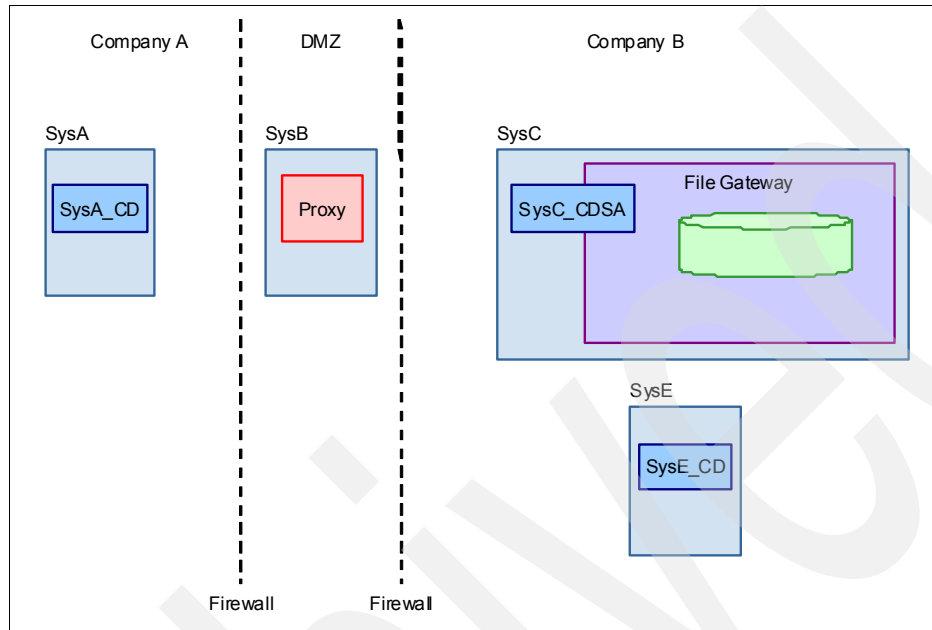 Company A
DMZ
Company B
SysA
SysB
SysC
SysA_CD
Proxy
SysC_CDSA
File Gateway
SysE
SysE_CD
Firewall
Firewall